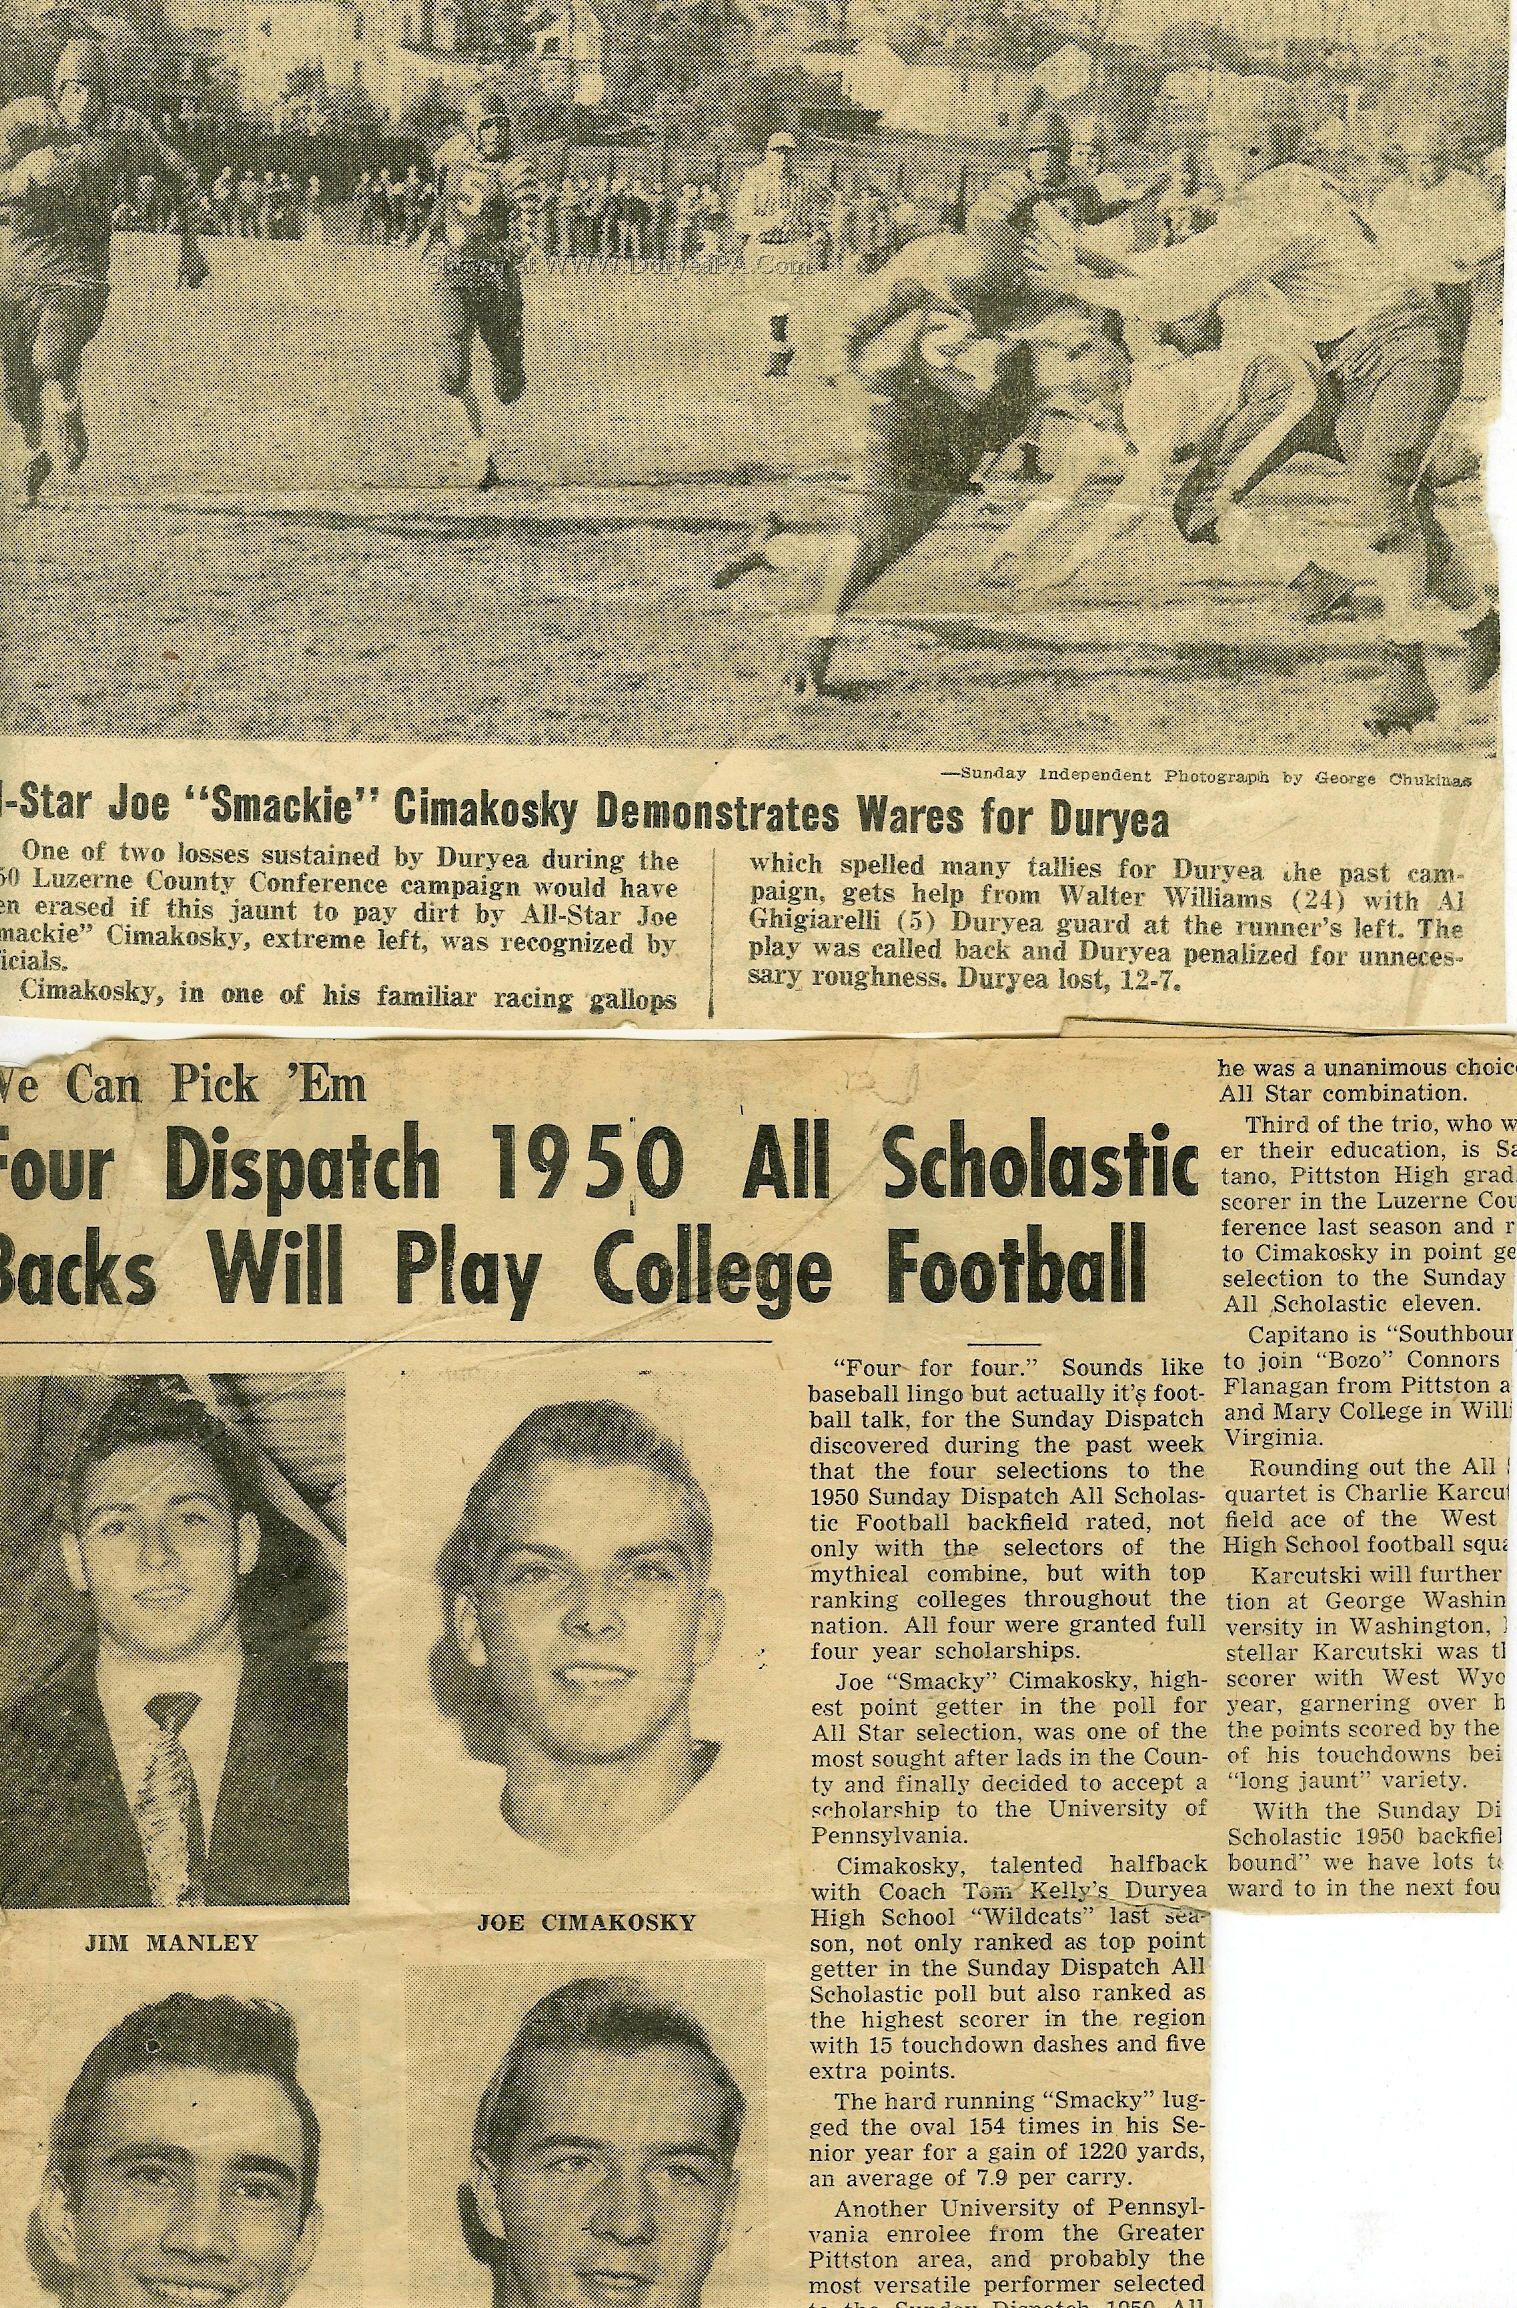 Shown at WWW.DuryeaPA.Com
—Sunday Independent Photograph by George Chukinas
l-Star Joe “Smackie” Cimakosky Demonstrates Wares for Duryea
One of two losses sustained by Duryea during the
50 Luzerne County Conference campaign would have
en erased if this jaunt to pay dirt by All-Star Joe
mackie” Cimakosky, extreme left, was recognized by
icials.
Cimakosky, in one of his familiar racing gallops
which spelled many tallies for Duryea the past cam-
paign, gets help from Walter Williams (24) with Al
Ghigiarelli (5) Duryea guard at the runner's left. The
play was called back and Duryea penalized for unneces-
sary roughness. Duryea lost, 12-7.
We Can Pick 'Em
Four Dispatch 1950 All Scholastic
Backs Will Play College Football
JIM MANLEY
JOE CIMAKOSKY
“Four for four.” Sounds like
baseball lingo but actually it's foot-
ball talk, for the Sunday Dispatch
discovered during the past week
that the four selections to the
1950 Sunday Dispatch All Scholas-
tic Football backfield rated, not
only with the selectors of the
mythical combine, but with top
ranking colleges throughout the
nation. All four were granted full
four year scholarships.
Joe “Smacky” Cimakosky, high-
est point getter in the poll for
All Star selection, was one of the
most sought after lads in the Coun-
ty and finally decided to accept a
scholarship to the University of
Pennsylvania.
Cimakosky, talented halfback
with Coach Tom Kelly's Duryea
High School “Wildcats” last sea-
son, not only ranked as top point
getter in the Sunday Dispatch All
Scholastic poll but also ranked as
the highest scorer in the region
with 15 touchdown dashes and five
extra points.
The hard running “Smacky” lug-
ged the oval 154 times in his Se-
nior year for a gain of 1220 yards,
an average of 7.9 per carry.
Another University of Pennsyl-
vania enrolee from the Greater
Pittston area, and probably the
most versatile performer selected
to the Sunday Dispatch 1950 All
he was a unanimous choic
All Star combination.
Third of the trio, who w
er their education, is Sa
tano, Pittston High grad
scorer in the Luzerne Cou
ference last season and r
to Cimakosky in point ge
selection to the Sunday
All Scholastic eleven.
Capitano is “Southbour
to join “Bozo” Connors
Flanagan from Pittston a
and Mary College in Will
Virginia.
Rounding out the All
quartet is Charlie Karcut
field ace of the West
High School football squa
Karcutski will further
tion at George Washin
versity in Washington,
stellar Karcutski was th
scorer with West Wyo
year, garnering over h
the points scored by the
of his touchdowns bei
“long jaunt” variety.
With the Sunday Di
Scholastic 1950 backfiel
bound” we have lots t
ward to in the next fou